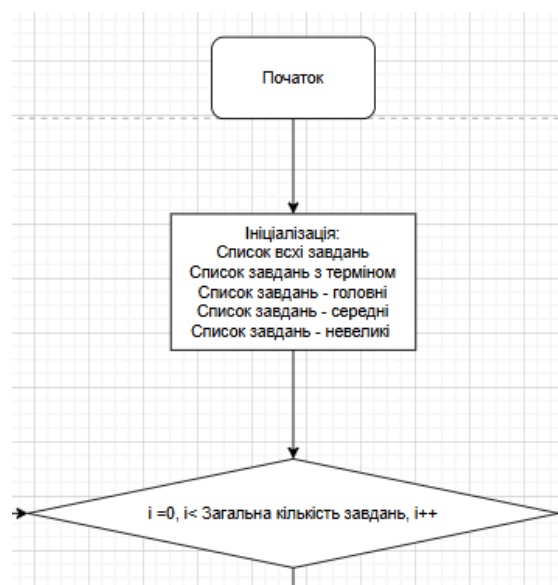 Початок
Ініціалізація:
Список всхі завдань
Список завдань з терміном
Список завдань - головні
Список завдань - середні
Список завдань - невеликі
i =0, i< Загальна кількість завдань, i++